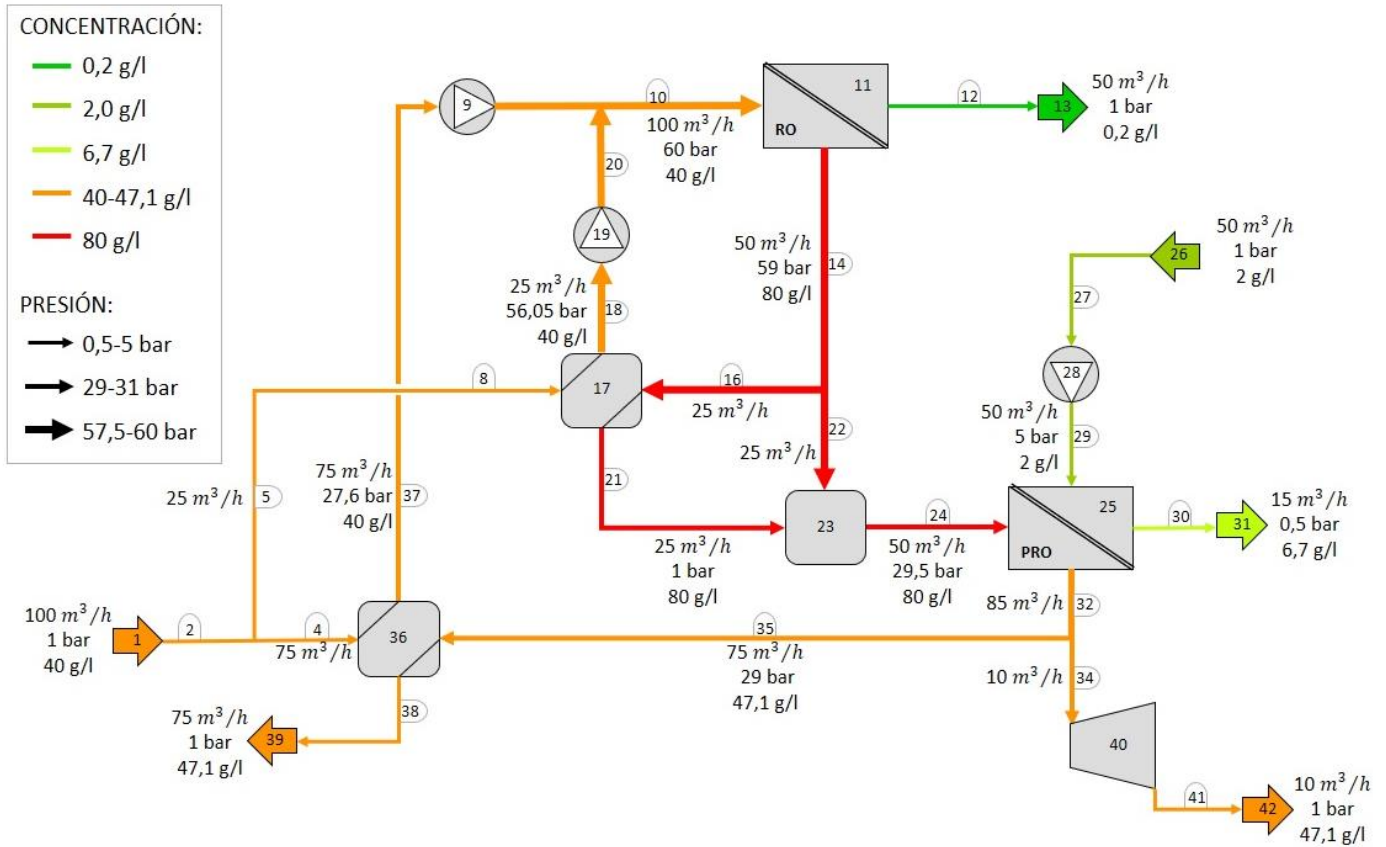 CONCENTRACIÓN:
0,2 g/l
2,0 g/l
6,7 g/l
40-47,1 g/l
80 g/l
PRESIÓN:
0,5-5 bar
29-31 bar
57,5-60 bar
9
10
100 m³/h
60 bar
40 g/l
11
RO
12
13
50 m³/h
1 bar
0,2 g/l
20
19
25 m³/h
56,05 bar
40 g/l
18
50 m³/h
59 bar
80 g/l
14
26
50 m³/h
1 bar
2 g/l
27
28
50 m³/h
5 bar
2 g/l
29
8
17
16
25 m³/h
22
25 m³/h
25 m³/h
5
75 m³/h
27,6 bar
40 g/l
37
21
23
25 m³/h
1 bar
80 g/l
24
50 m³/h
29,5 bar
80 g/l
25
PRO
30
31
15 m³/h
0,5 bar
6,7 g/l
100 m³/h
1 bar
40 g/l
1
2
4
75 m³/h
36
35
75 m³/h
29 bar
47,1 g/l
85 m³/h
32
10 m³/h
34
38
39
75 m³/h
1 bar
47,1 g/l
40
41
42
10 m³/h
1 bar
47,1 g/l